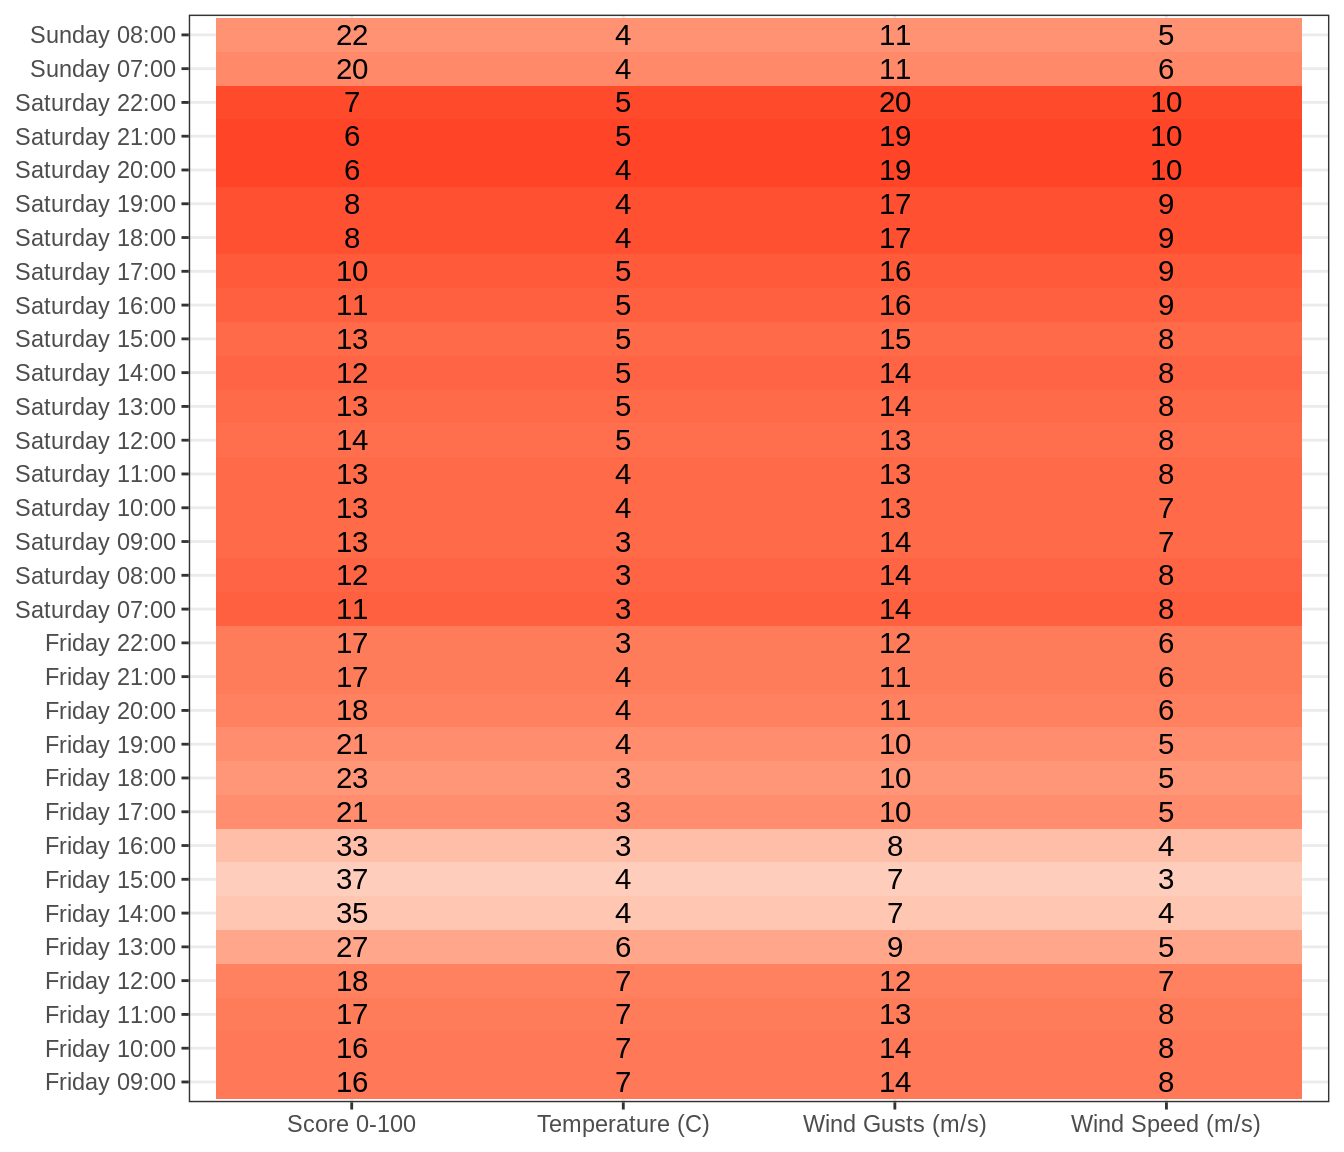 Sunday 08:00 22 4 11 5
Sunday 07:00 20 4 11 6
Saturday 22:00 7 5 20 10
Saturday 21:00 6 5 19 10
Saturday 20:00 6 4 19 10
Saturday 19:00 8 4 17 9
Saturday 18:00 8 4 17 9
Saturday 17:00 10 5 16 9
Saturday 16:00 11 5 16 9
Saturday 15:00 13 5 15 8
Saturday 14:00 12 5 14 8
Saturday 13:00 13 5 14 8
Saturday 12:00 14 5 13 8
Saturday 11:00 13 4 13 8
Saturday 10:00 13 4 13 7
Saturday 09:00 13 3 14 7
Saturday 08:00 12 3 14 8
Saturday 07:00 11 3 14 8
Friday 22:00 17 3 12 6
Friday 21:00 17 4 11 6
Friday 20:00 18 4 11 6
Friday 19:00 21 4 10 5
Friday 18:00 23 3 10 5
Friday 17:00 21 3 10 5
Friday 16:00 33 3 8 4
Friday 15:00 37 4 7 3
Friday 14:00 35 4 7 4
Friday 13:00 27 6 9 5
Friday 12:00 18 7 12 7
Friday 11:00 17 7 13 8
Friday 10:00 16 7 14 8
Friday 09:00 16 7 14 8
Score 0-100 Temperature (C) Wind Gusts (m/s) Wind Speed (m/s)